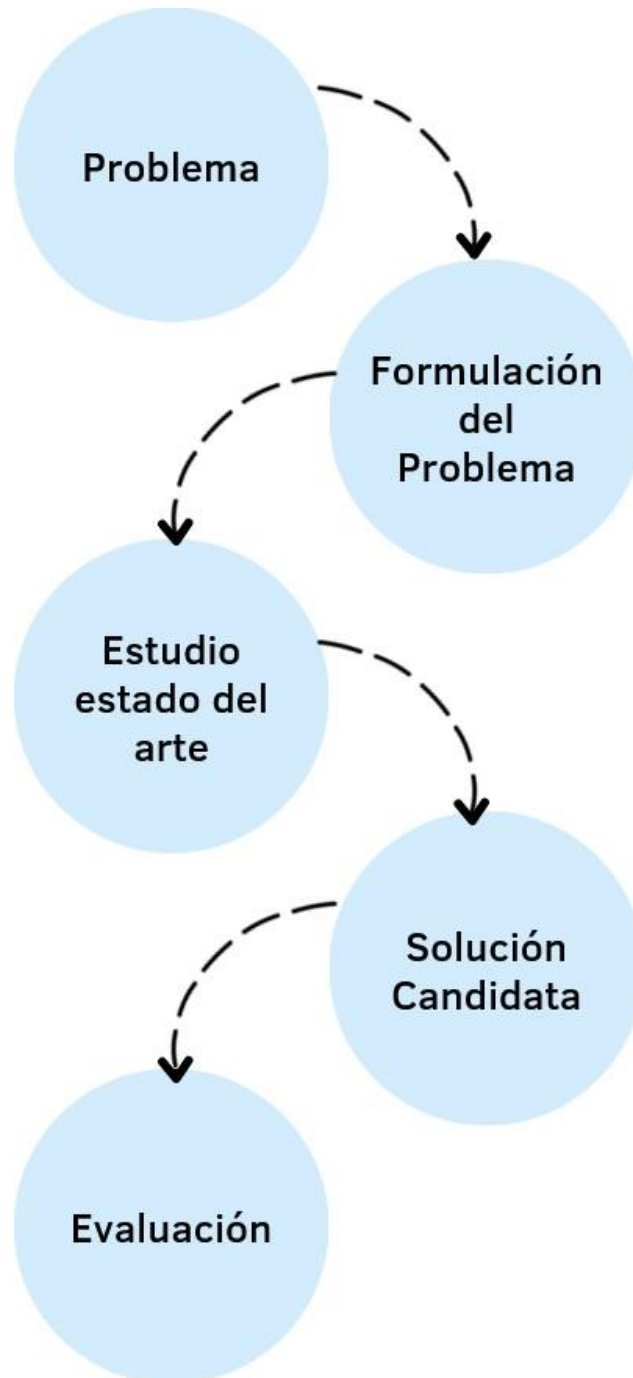 Problema
Formulación
del
Problema
Estudio
estado del
arte
Solución
Candidata
Evaluación